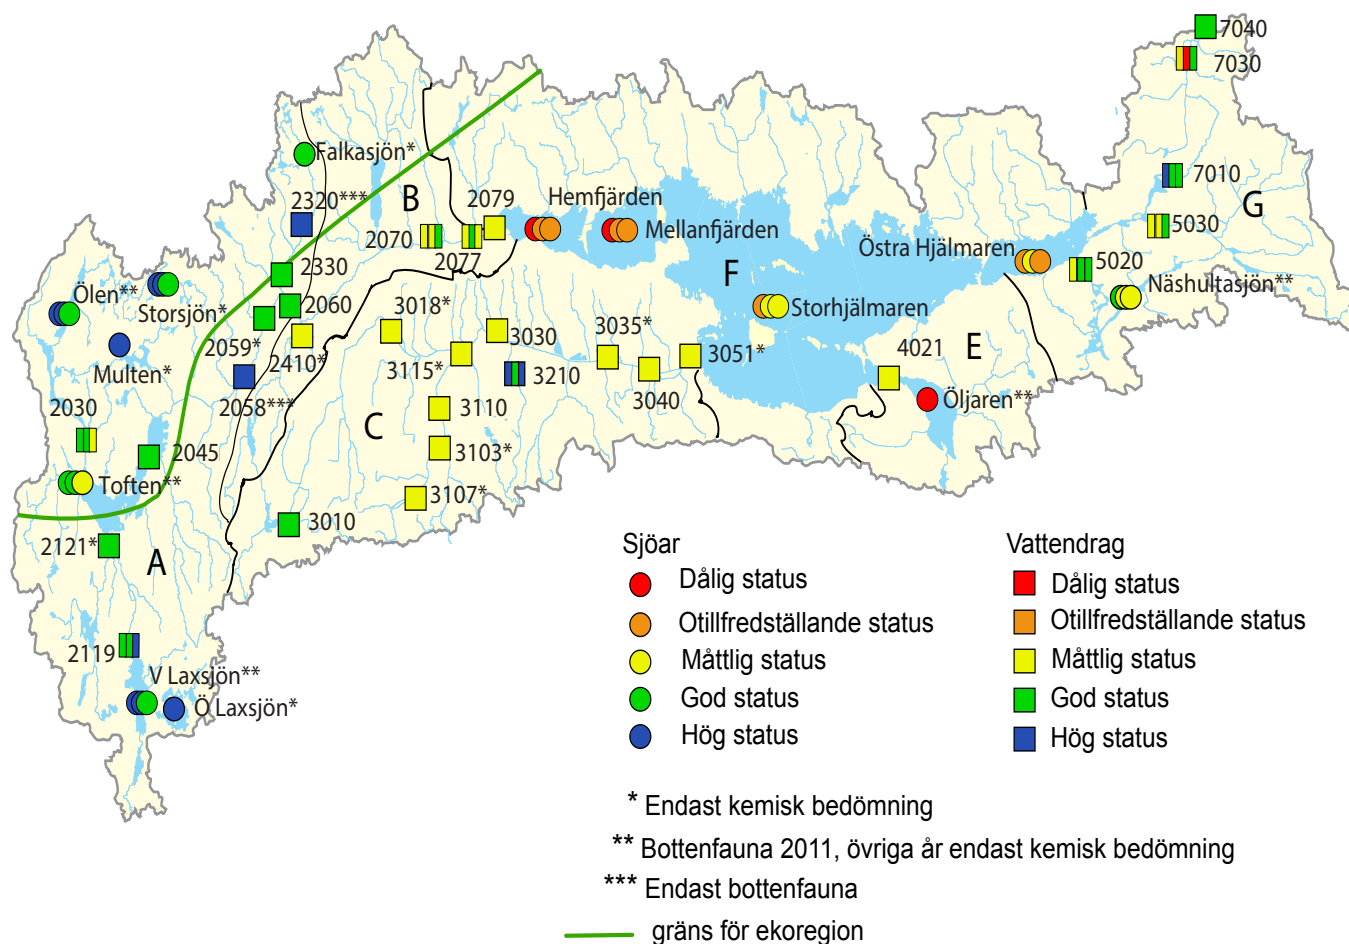 7040
7030
Falkasjön*
7010
B
2079
Hemfjärden
2320***
G
5030
2070
Mellanfjärden
2077
Östra Hjälmaren
5020
2330
F
Ölen**
Näshultasjön**
Storsjön*
2060
3018*
Storhjälmaren
3030
3035*
2059*
E
4021
3051*
2410*
3115*
3210
Multen*
2058***
3040
Öljaren**
2030
3110
C
2045
3103*
Toften**
3107*
3010
2121*
A
2119
V Laxsjön**
Ö Laxsjön*
Sjöar
Dålig status
Otillfredställande status
Måttlig status
God status
Hög status
Vattendrag
Dålig status
Otillfredställande status
Måttlig status
God status
Hög status
* Endast kemisk bedömning
** Bottenfauna 2011, övriga år endast kemisk bedömning
*** Endast bottenfauna
gräns för ekoregion